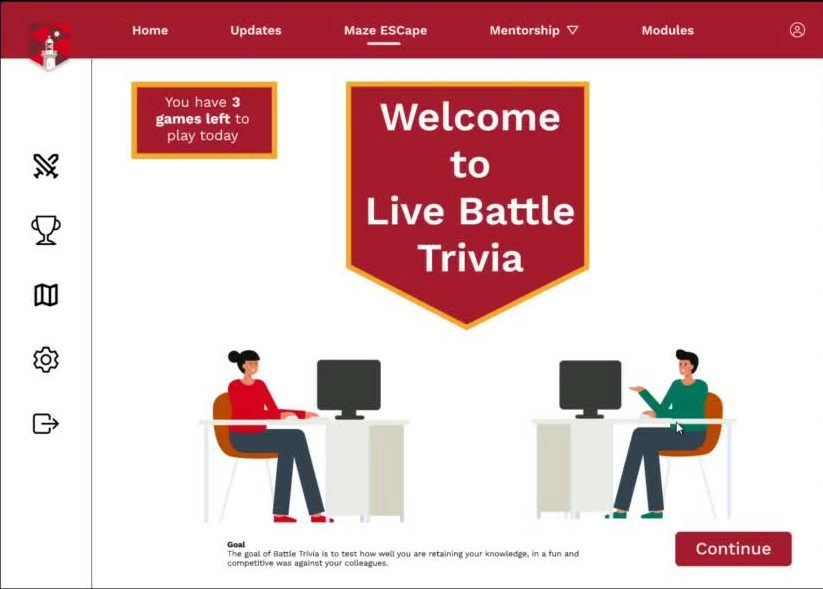 Home
Updates
Maze ESCape
Mentorship
Modules
You have 3
games left to
play today
Welcome
to
Live Battle
Trivia
Goal
The goal of Battle Trivia is to test how well you are retaining your knowledge, in a fun and
competitive was against your colleagues.
Continue